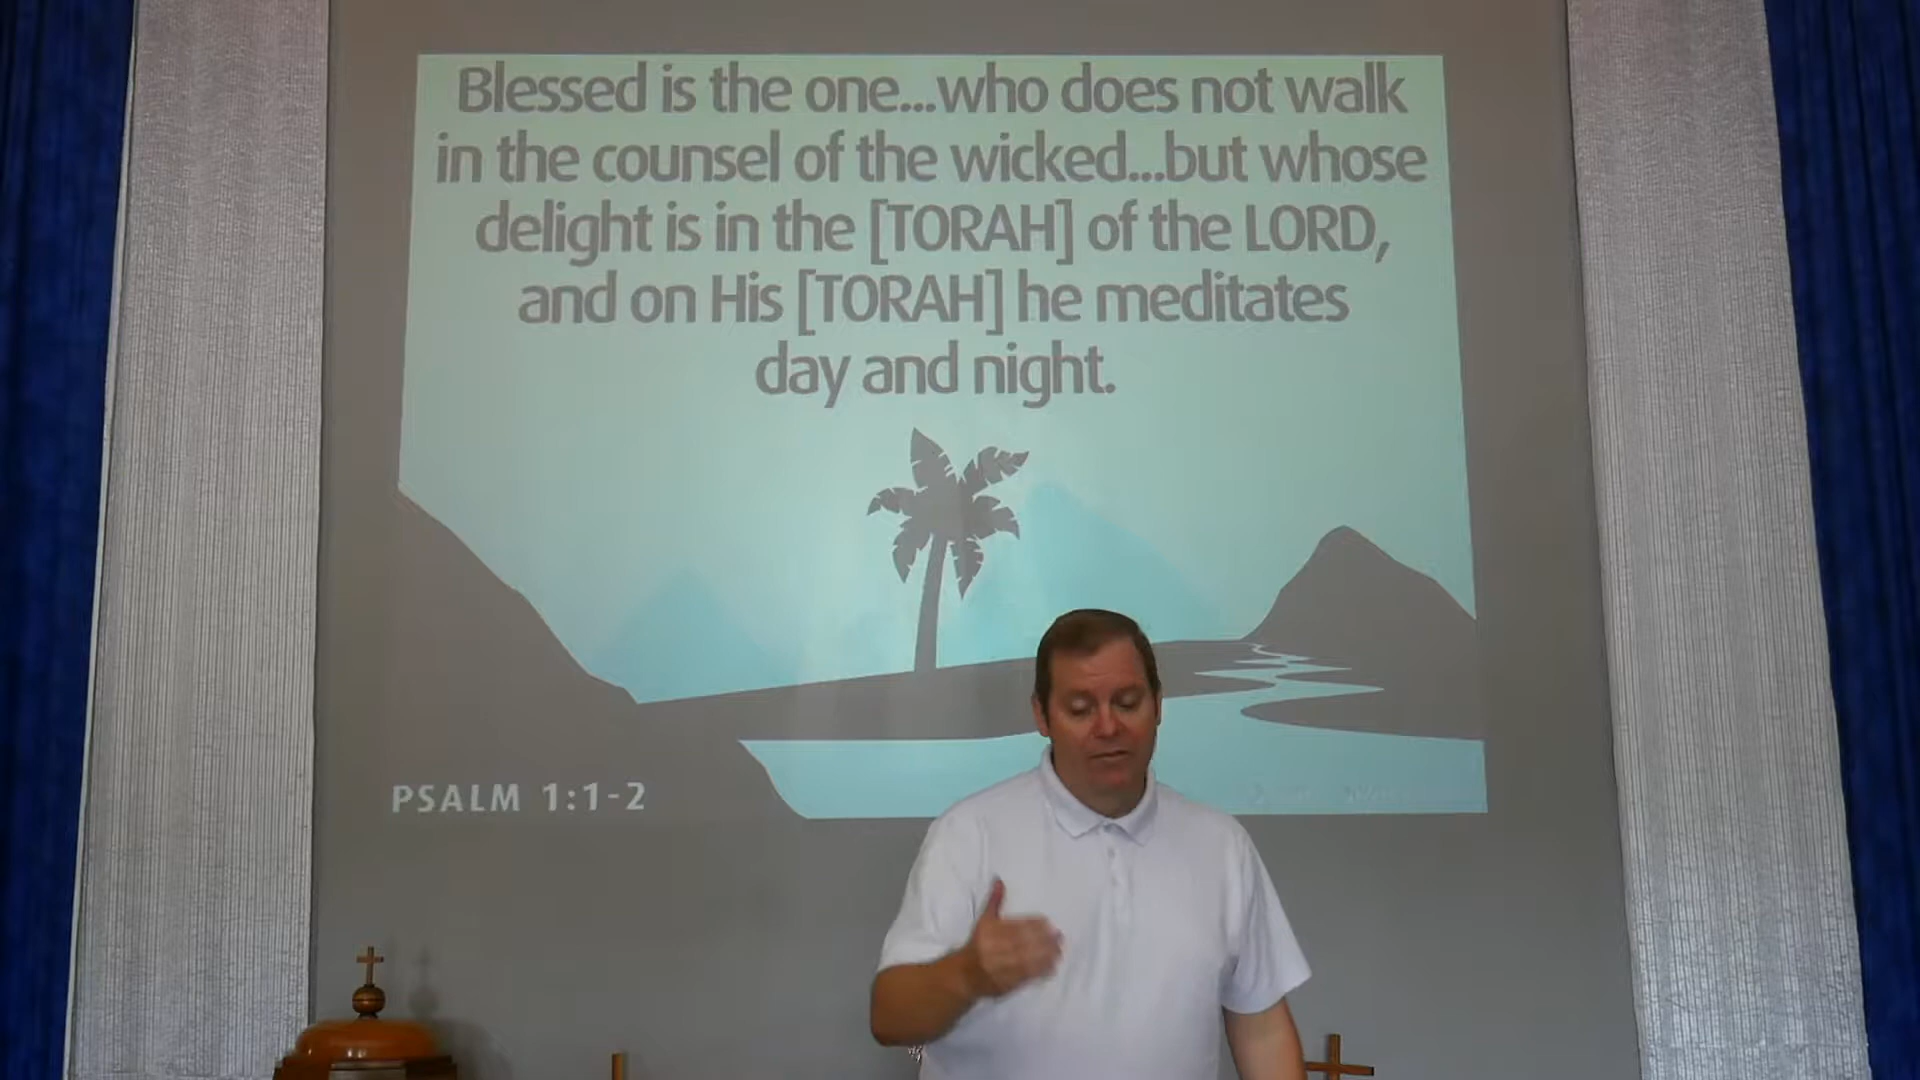 Blessed is the one...who does not walk
in the counsel of the wicked...but whose
delight is in the [TORAH] of the LORD,
and on His [TORAH] he meditates
day and night.
PSALM 1:1-2